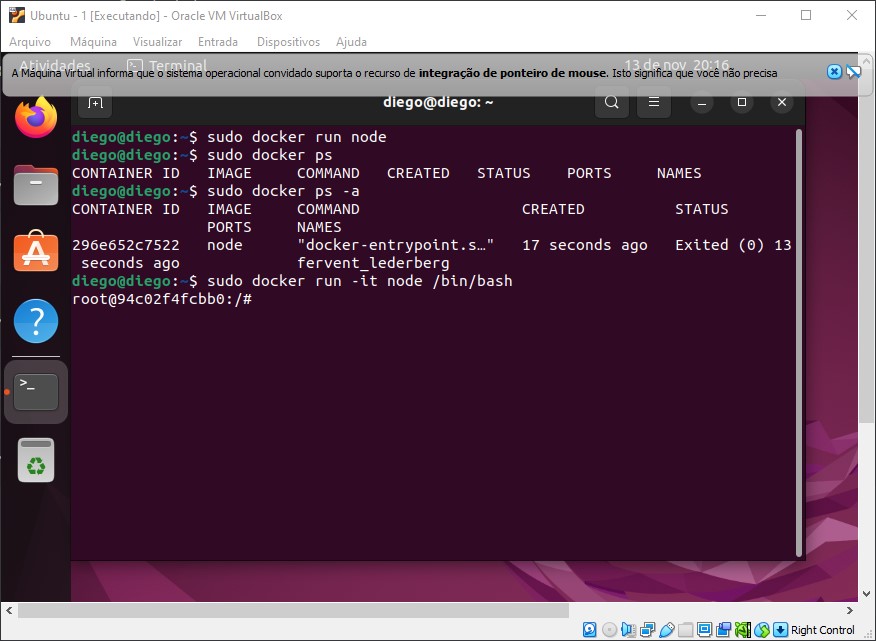 Ubuntu - 1 [Executando] - Oracle VM VirtualBox
Arquivo Máquina Visualizar Entrada Dispositivos Ajuda
Atividades Terminal 13 de nov 20:16
A Máquina Virtual informa que o sistema operacional convidado suporta o recurso de integração de ponteiro de mouse. Isto significa que você não precisa
diego@diego: ~
diego@diego:~$ sudo docker run node
diego@diego:~$ sudo docker ps
CONTAINER ID   IMAGE     COMMAND   CREATED   STATUS    PORTS     NAMES
diego@diego:~$ sudo docker ps -a
CONTAINER ID   IMAGE     COMMAND                  CREATED          STATUS
               PORTS     NAMES
296e652c7522   node      "docker-entrypoint.s…"   17 seconds ago   Exited (0) 13
 seconds ago             fervent_lederberg
diego@diego:~$ sudo docker run -it node /bin/bash
root@94c02f4fcbb0:/#
Right Control